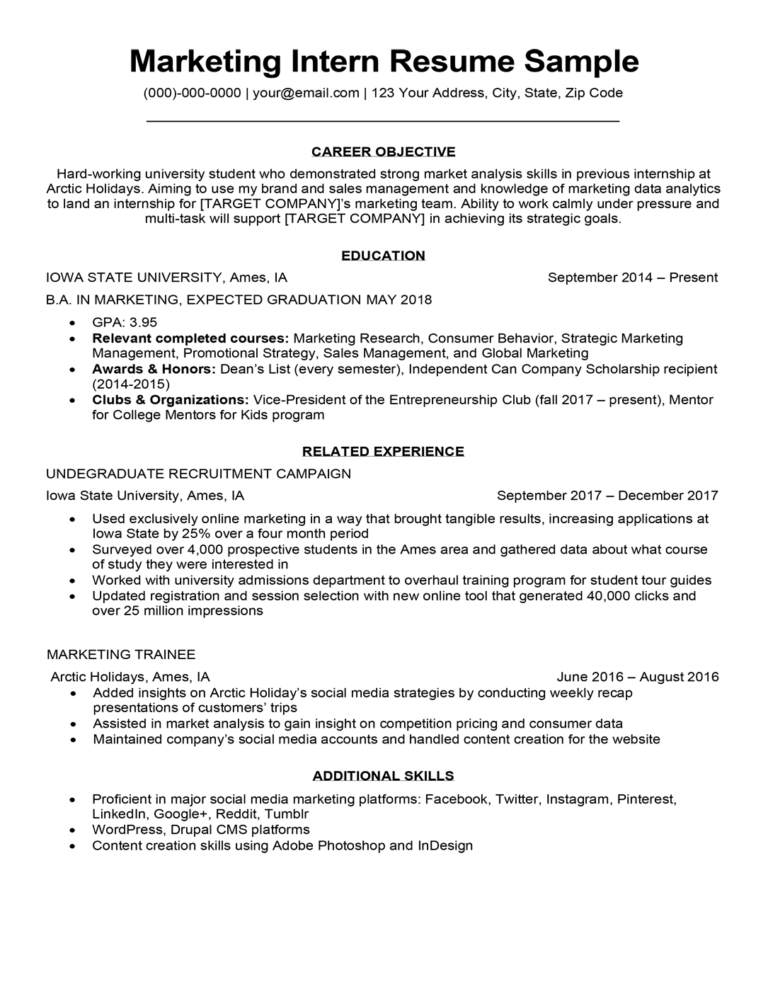 Marketing Intern Resume Sample
(000)-000-0000 | your@email.com | 123 Your Address, City, State, Zip Code
CAREER OBJECTIVE
Hard-working university student who demonstrated strong market analysis skills in previous internship at
Arctic Holidays. Aiming to use my brand and sales management and knowledge of marketing data analytics
to land an internship for [TARGET COMPANY]'s marketing team. Ability to work calmly under pressure and
multi-task will support [TARGET COMPANY] in achieving its strategic goals.
EDUCATION
IOWA STATE UNIVERSITY, Ames, IA September 2014 – Present
B.A. IN MARKETING, EXPECTED GRADUATION MAY 2018
• GPA: 3.95
• Relevant completed courses: Marketing Research, Consumer Behavior, Strategic Marketing
Management, Promotional Strategy, Sales Management, and Global Marketing
• Awards & Honors: Dean's List (every semester), Independent Can Company Scholarship recipient
(2014-2015)
• Clubs & Organizations: Vice-President of the Entrepreneurship Club (fall 2017 – present), Mentor
for College Mentors for Kids program
RELATED EXPERIENCE
UNDEGRADUATE RECRUITMENT CAMPAIGN
Iowa State University, Ames, IA September 2017 – December 2017
• Used exclusively online marketing in a way that brought tangible results, increasing applications at
Iowa State by 25% over a four month period
• Surveyed over 4,000 prospective students in the Ames area and gathered data about what course
of study they were interested in
• Worked with university admissions department to overhaul training program for student tour guides
• Updated registration and session selection with new online tool that generated 40,000 clicks and
over 25 million impressions
MARKETING TRAINEE
Arctic Holidays, Ames, IA June 2016 – August 2016
• Added insights on Arctic Holiday's social media strategies by conducting weekly recap
presentations of customers' trips
• Assisted in market analysis to gain insight on competition pricing and consumer data
• Maintained company's social media accounts and handled content creation for the website
ADDITIONAL SKILLS
• Proficient in major social media marketing platforms: Facebook, Twitter, Instagram, Pinterest,
LinkedIn, Google+, Reddit, Tumblr
• WordPress, Drupal CMS platforms
• Content creation skills using Adobe Photoshop and InDesign